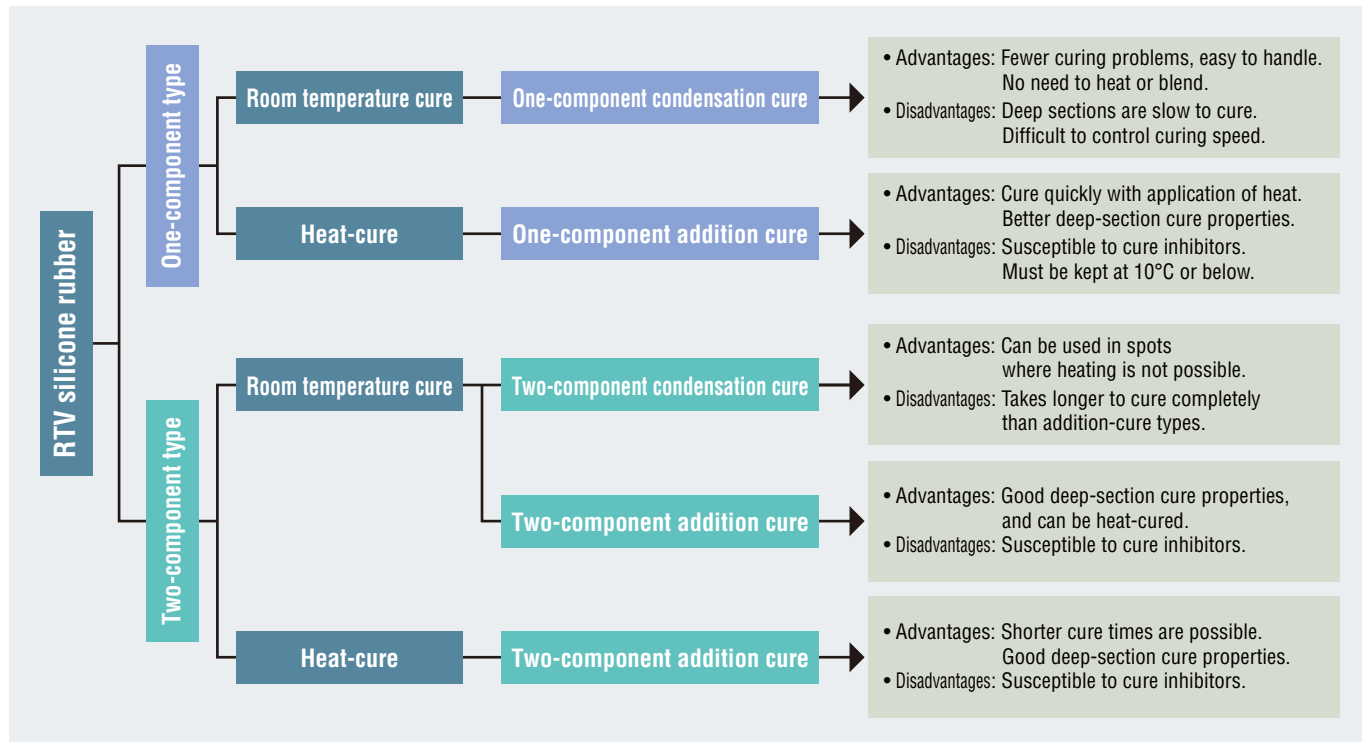 RTV silicone rubber
One-component type
Room temperature cure
One-component condensation cure
• Advantages: Fewer curing problems, easy to handle.
No need to heat or blend.
• Disadvantages: Deep sections are slow to cure.
Difficult to control curing speed.
Heat-cure
One-component addition cure
• Advantages: Cure quickly with application of heat.
Better deep-section cure properties.
• Disadvantages: Susceptible to cure inhibitors.
Must be kept at 10°C or below.
Two-component type
Room temperature cure
Two-component condensation cure
• Advantages: Can be used in spots
where heating is not possible.
• Disadvantages: Takes longer to cure completely
than addition-cure types.
Two-component addition cure
• Advantages: Good deep-section cure properties,
and can be heat-cured.
• Disadvantages: Susceptible to cure inhibitors.
Heat-cure
Two-component addition cure
• Advantages: Shorter cure times are possible.
Good deep-section cure properties.
• Disadvantages: Susceptible to cure inhibitors.